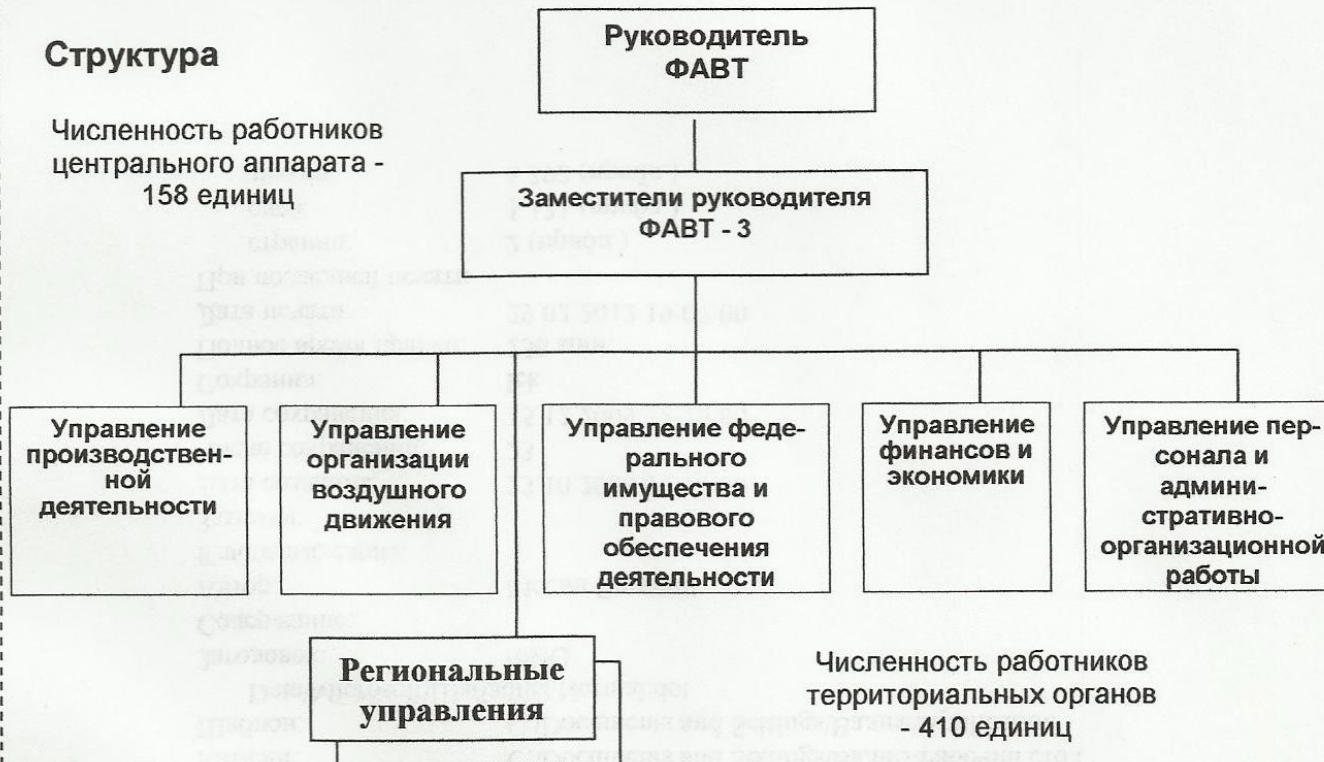 Структура
Численность работников
центрального аппарата -
158 единиц
Руководитель
ФАВТ
Заместители руководителя
ФАВТ - 3
Управление
производствен-
ной
деятельности
Управление
организации
воздушного
движения
Управление феде-
рального
имущества и
правового
обеспечения
деятельности
Управление
финансов и
экономики
Управление пер-
сонала и
админи-
стративно-
организационной
работы
Региональные
управления
Численность работников
территориальных органов
- 410 единиц